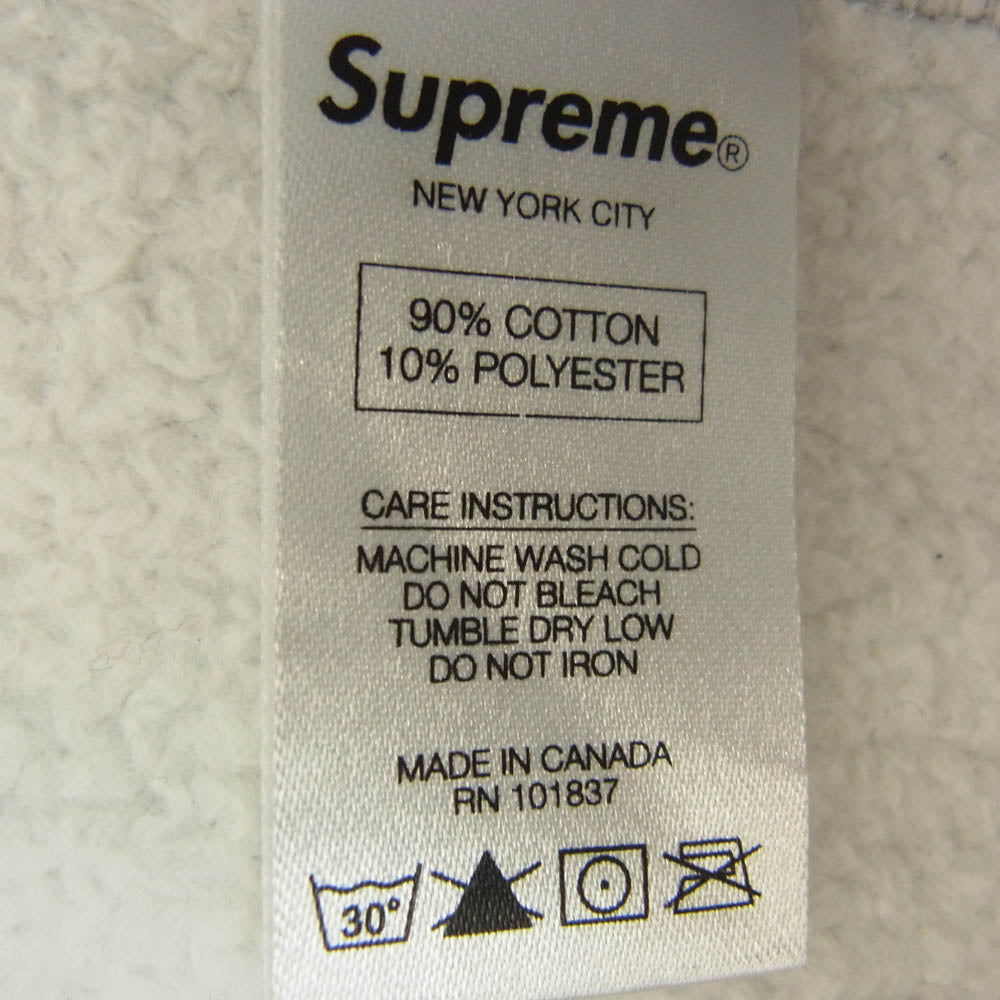 Supreme®
NEW YORK CITY
90% COTTON
10% POLYESTER
CARE INSTRUCTIONS:
MACHINE WASH COLD
DO NOT BLEACH
TUMBLE DRY LOW
DO NOT IRON
MADE IN CANADA
RN 101837
30°